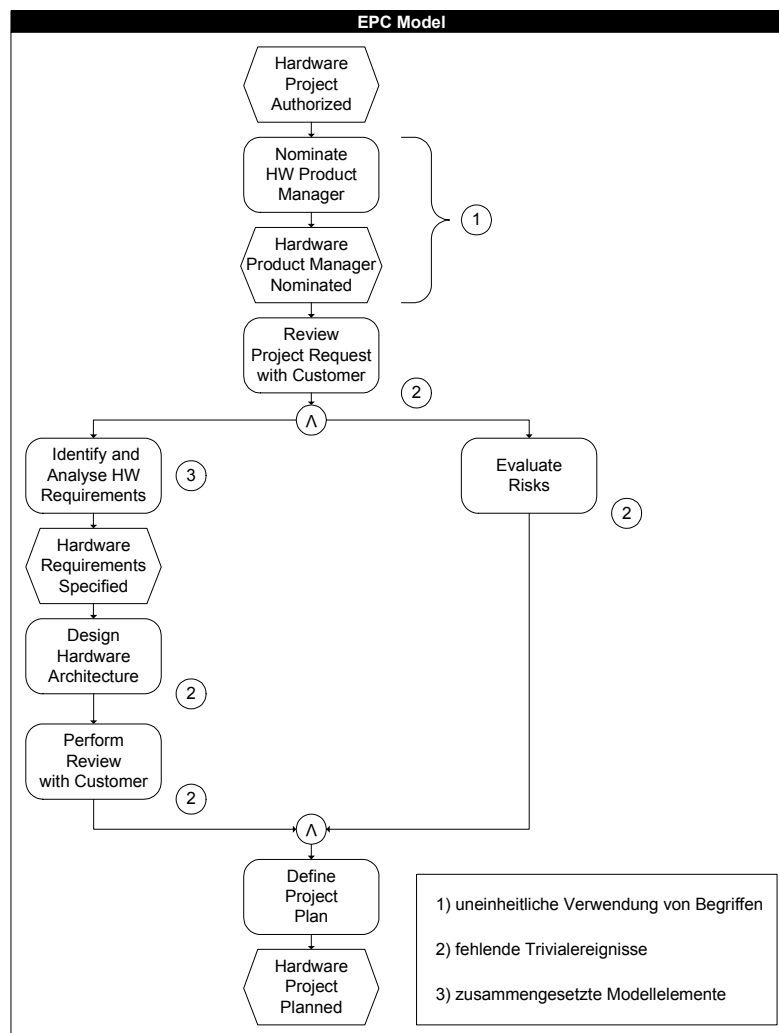 EPC Model
Hardware
Project
Authorized
Nominate
HW Product
Manager
1
Hardware
Product Manager
Nominated
Review
Project Request
with Customer
2
Λ
Identify and
Analyse HW
Requirements
3
Evaluate
Risks
2
Hardware
Requirements
Specified
Design
Hardware
Architecture
2
Perform
Review
with Customer
2
Λ
Define
Project
Plan
Hardware
Project
Planned
1) uneinheitliche Verwendung von Begriffen
2) fehlende Trivialereignisse
3) zusammengesetzte Modellelemente